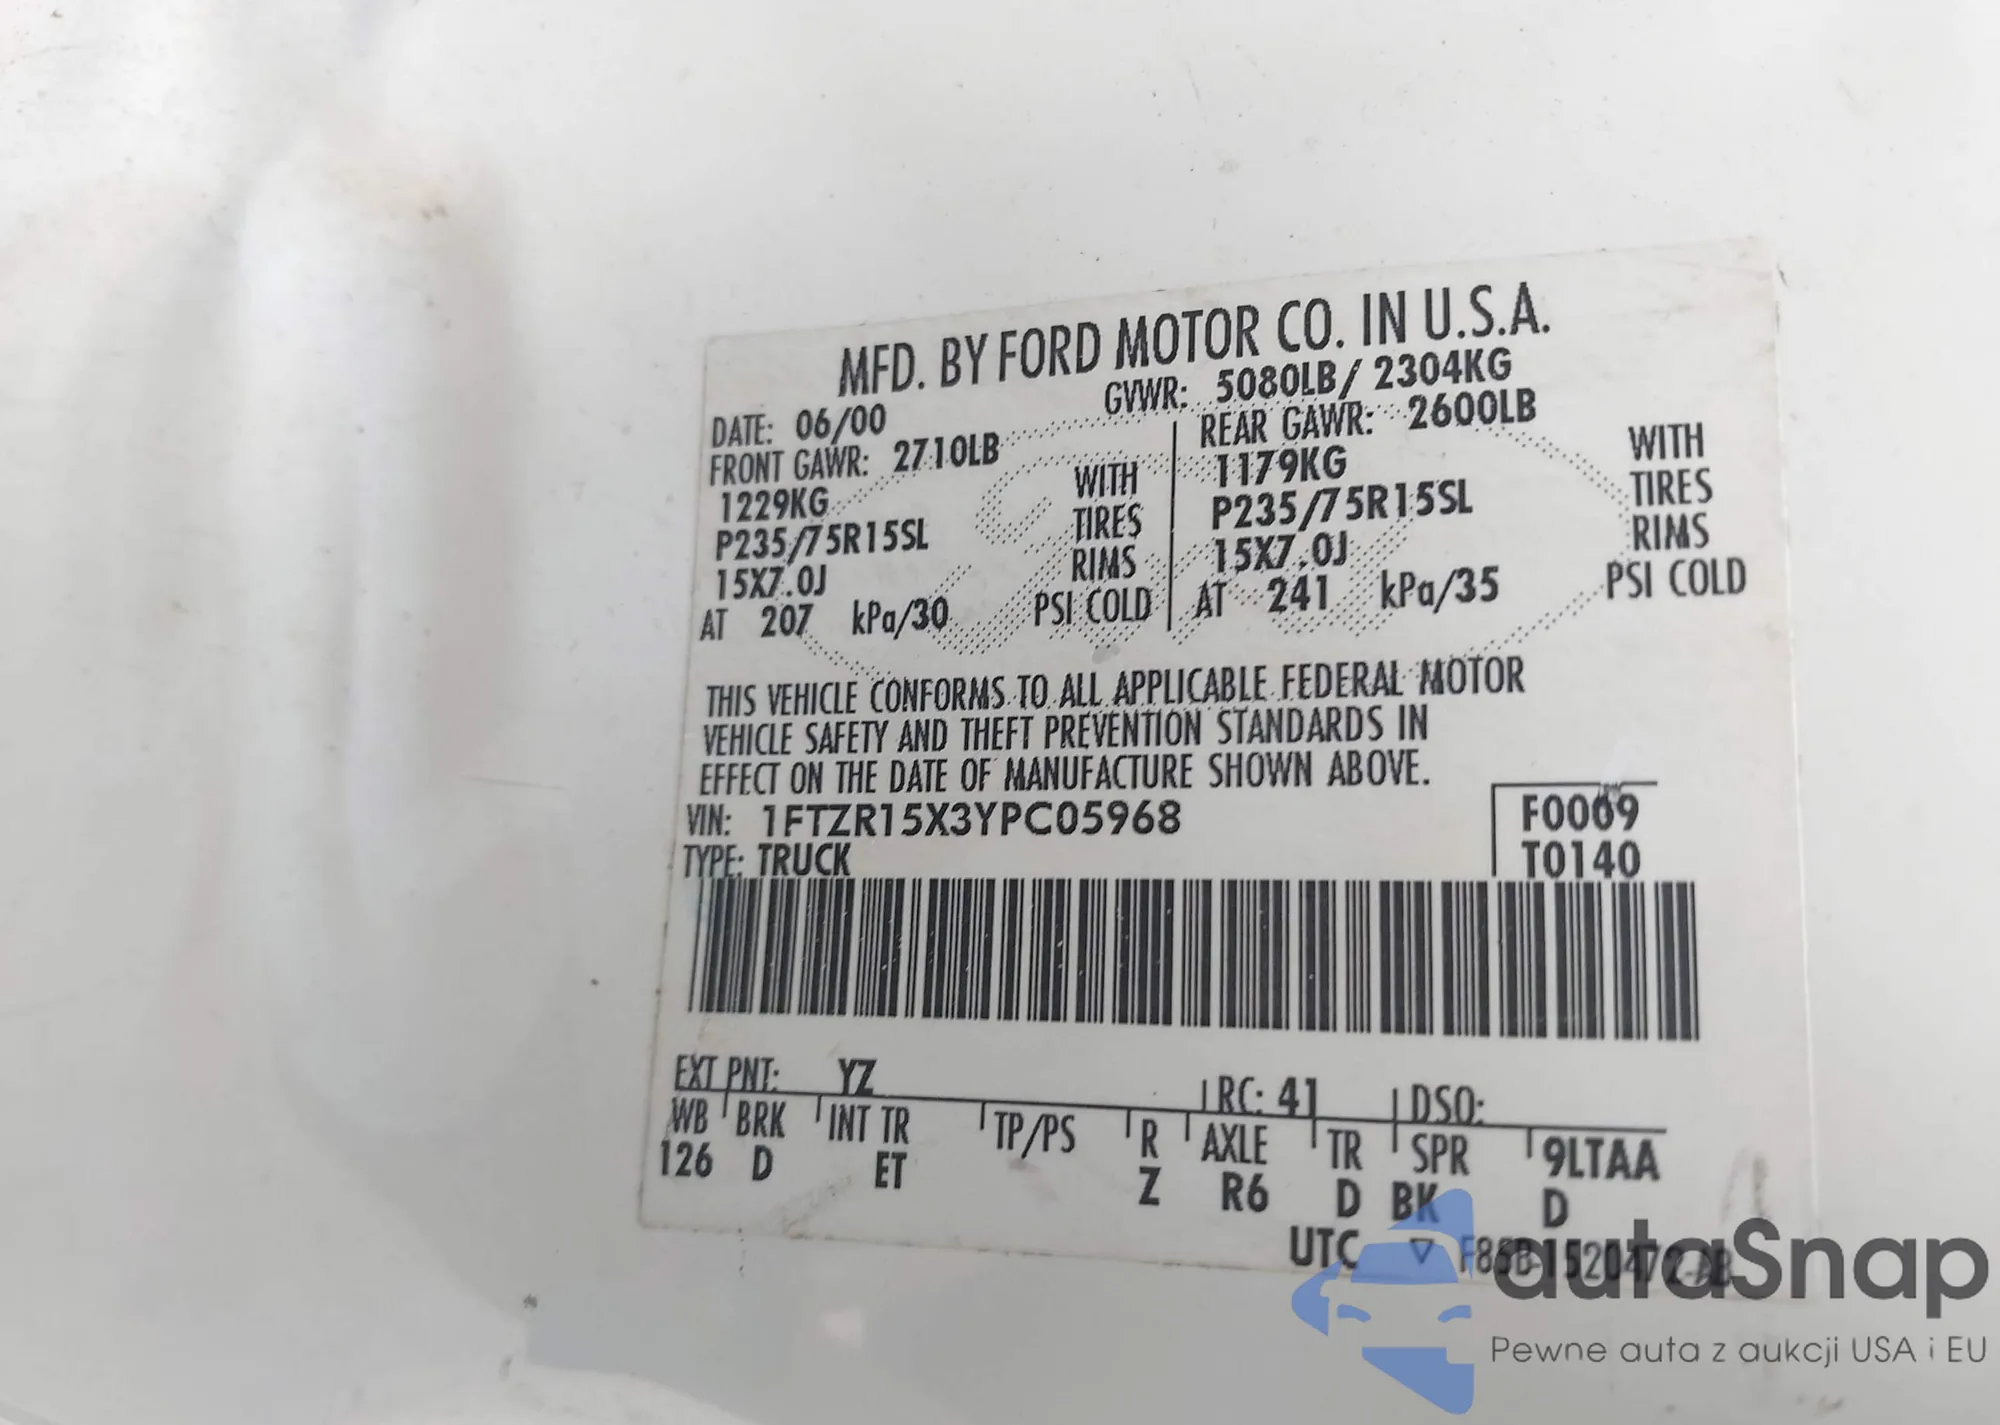 MFD. BY FORD MOTOR CO. IN U.S.A.
DATE: 06/00 GVWR: 5080LB/ 2304KG
FRONT GAWR: 2710LB REAR GAWR: 2600LB
1229KG WITH 1179KG WITH
P235/75R15SL TIRES P235/75R15SL TIRES
15X7.0J RIMS 15X7.0J RIMS
AT 207 kPa/30 PSI COLD AT 241 kPa/35 PSI COLD
THIS VEHICLE CONFORMS TO ALL APPLICABLE FEDERAL MOTOR
VEHICLE SAFETY AND THEFT PREVENTION STANDARDS IN
EFFECT ON THE DATE OF MANUFACTURE SHOWN ABOVE.
VIN: 1FTZR15X3YPC05968 F0009
TYPE: TRUCK T0140
EXT PNT: YZ RC: 41 DSO:
WB BRK INT TR TP/PS R AXLE TR SPR 9LTAA
126 D ET Z R6 D BK D
UTC ▽
autaSnap
Pewne auta z aukcji USA i EU